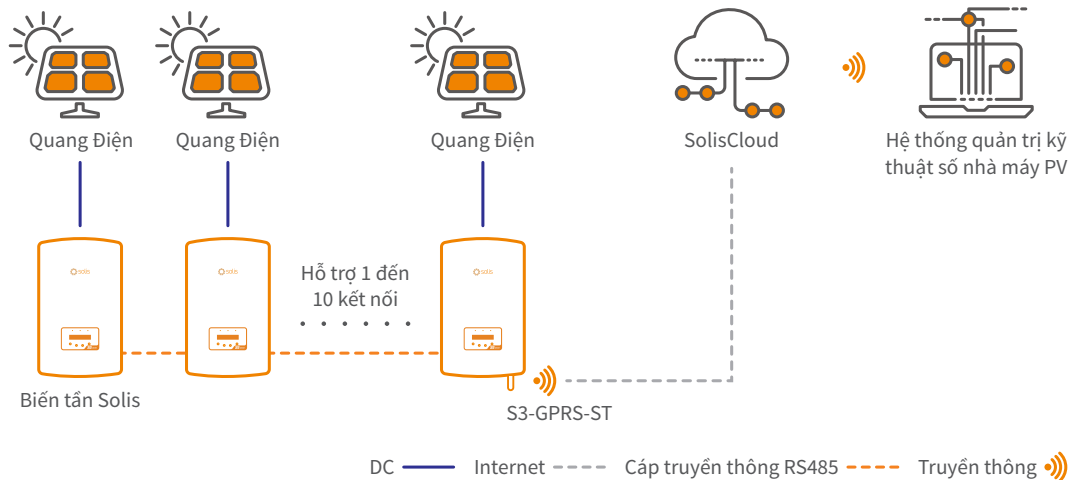 Quang Điện
Quang Điện
Quang Điện
SolisCloud
Hệ thống quản trị kỹ
thuật số nhà máy PV
solis
solis
solis
Hỗ trợ 1 đến
10 kết nối
Biến tần Solis
S3-GPRS-ST
DC
Internet
Cáp truyền thông RS485
Truyền thông